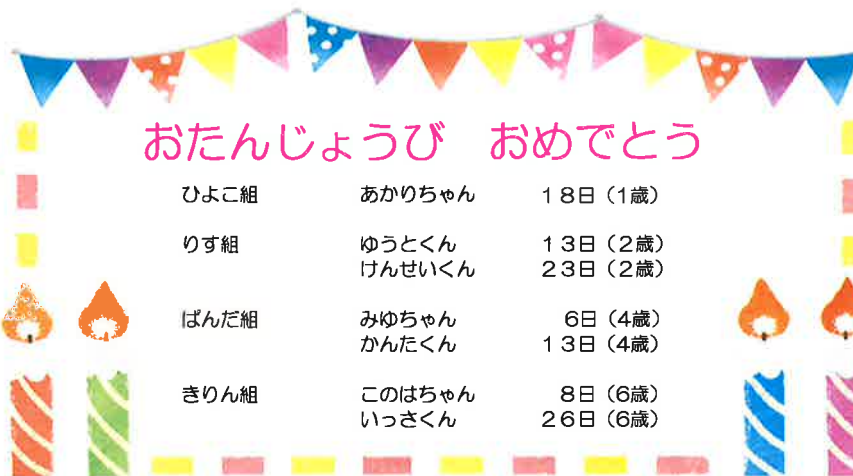 おたんじょうび　おめでとう
ひよこ組　あかりちゃん　１８日（1歳）
りす組　ゆうとくん　１３日（２歳）
けんせいくん　２３日（２歳）
ぱんだ組　みゆちゃん　6日（4歳）
かんたくん　１３日（4歳）
きりん組　このはちゃん　8日（6歳）
いっさくん　２６日（6歳）